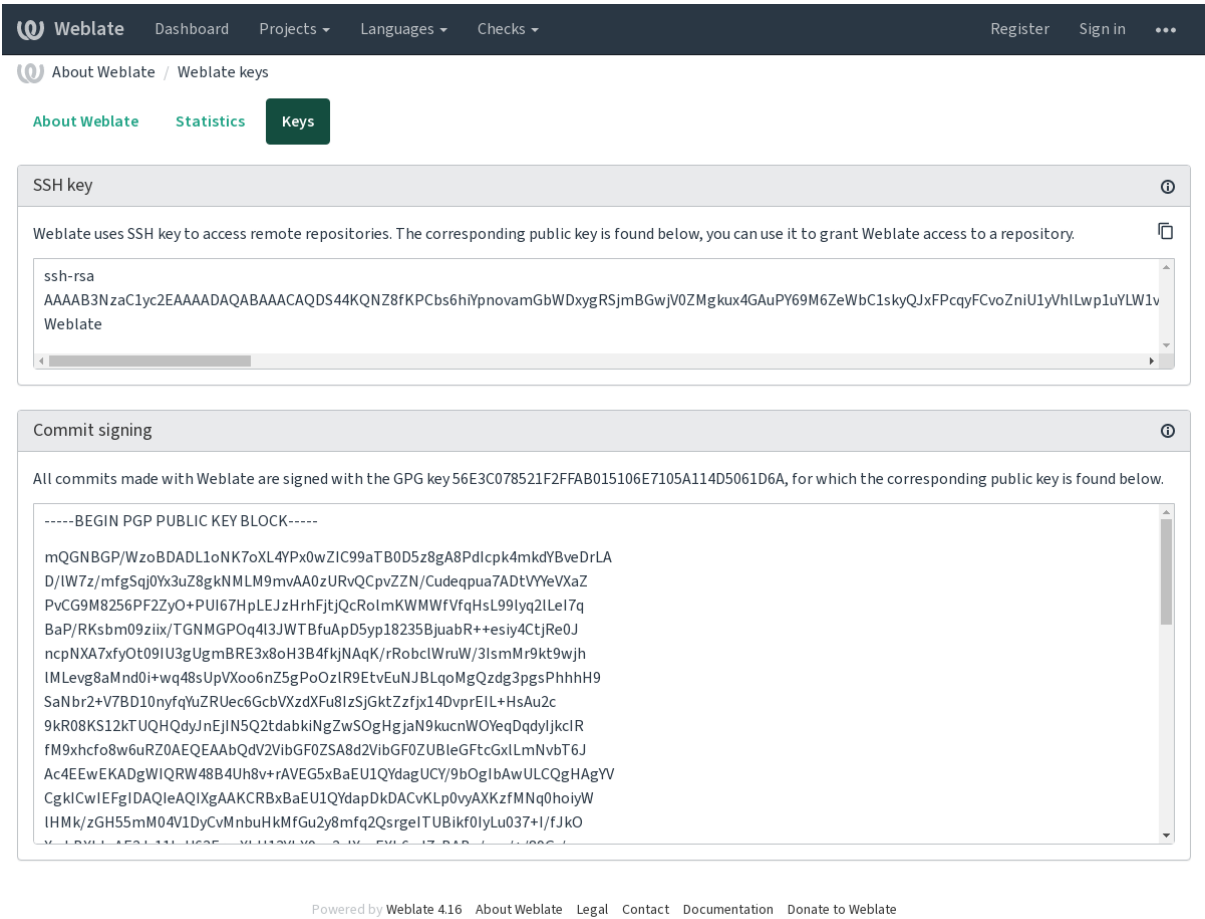 Weblate Dashboard Projects Languages Checks Register Sign in
About Weblate / Weblate keys
About Weblate Statistics Keys
SSH key
Weblate uses SSH key to access remote repositories. The corresponding public key is found below, you can use it to grant Weblate access to a repository.
ssh-rsa
AAAAB3NzaC1yc2EAAAADAQABAAACAQDS44KQNZ8fKPCbs6hiYpnovamGbWDxygRSjmBGwjV0ZMgkux4GAuPY69M6ZeWbC1skyQJxFPcqyFCvoZniU1yVhlLwp1uYLW1v
Weblate
Commit signing
All commits made with Weblate are signed with the GPG key 56E3C078521F2FFAB015106E7105A114D5061D6A, for which the corresponding public key is found below.
-----BEGIN PGP PUBLIC KEY BLOCK-----
mQGNBGP/WzoBDADL1oNK7oXL4YPx0wZIC99aTB0D5z8gA8PdIcpk4mkdYBveDrLA
D/lW7z/mfgSqj0Yx3uZ8gkNMLM9mvAA0zURvQCpvZZN/Cudeqpua7ADtVYYeVXaZ
PvCG9M8256PF2ZyO+PUI67HpLEJzHrhFjtjQcRolmKWMWfVfqHsL99lyq2lLeI7q
BaP/RKsbm09ziix/TGNMGPOq4l3JWTBfuApD5yp18235BjuabR++esiy4CtjRe0J
ncpNXA7xfyOt09IU3gUgmBRE3x8oH3B4fkjNAqK/rRobclWruW/3IsmMr9kt9wjh
lMLevg8aMnd0i+wq48sUpVXoo6nZ5gPoOzlR9EtvEuNJBLqoMgQzdg3pgsPhhhH9
SaNbr2+V7BD10nyfqYuZRUec6GcbVXzdXFu8IzSjGktZzfjx14DvprEIL+HsAu2c
9kR08KS12kTUQHQdyJnEjIN5Q2tdabkiNgZwSOgHgjaN9kucnWOYeqDqdyIjkcIR
fM9xhcfo8w6uRZ0AEQEAAbQdV2VibGF0ZSA8d2VibGF0ZUBleGFtcGxlLmNvbT6J
Ac4EEwEKADgWIQRW48B4Uh8v+rAVEG5xBaEU1QYdagUCY/9bOgIbAwULCQgHAgYV
CgkICwIEFgIDAQIeAQIXgAAKCRBxBaEU1QYdapDkDACvKLp0vyAXKzfMNq0hoiyW
lHMk/zGH55mM04V1DyCvMnbuHkMfGu2y8mfq2QsrgeITUBikf0IyLu037+I/fJkO
Powered by Weblate 4.16 About Weblate Legal Contact Documentation Donate to Weblate